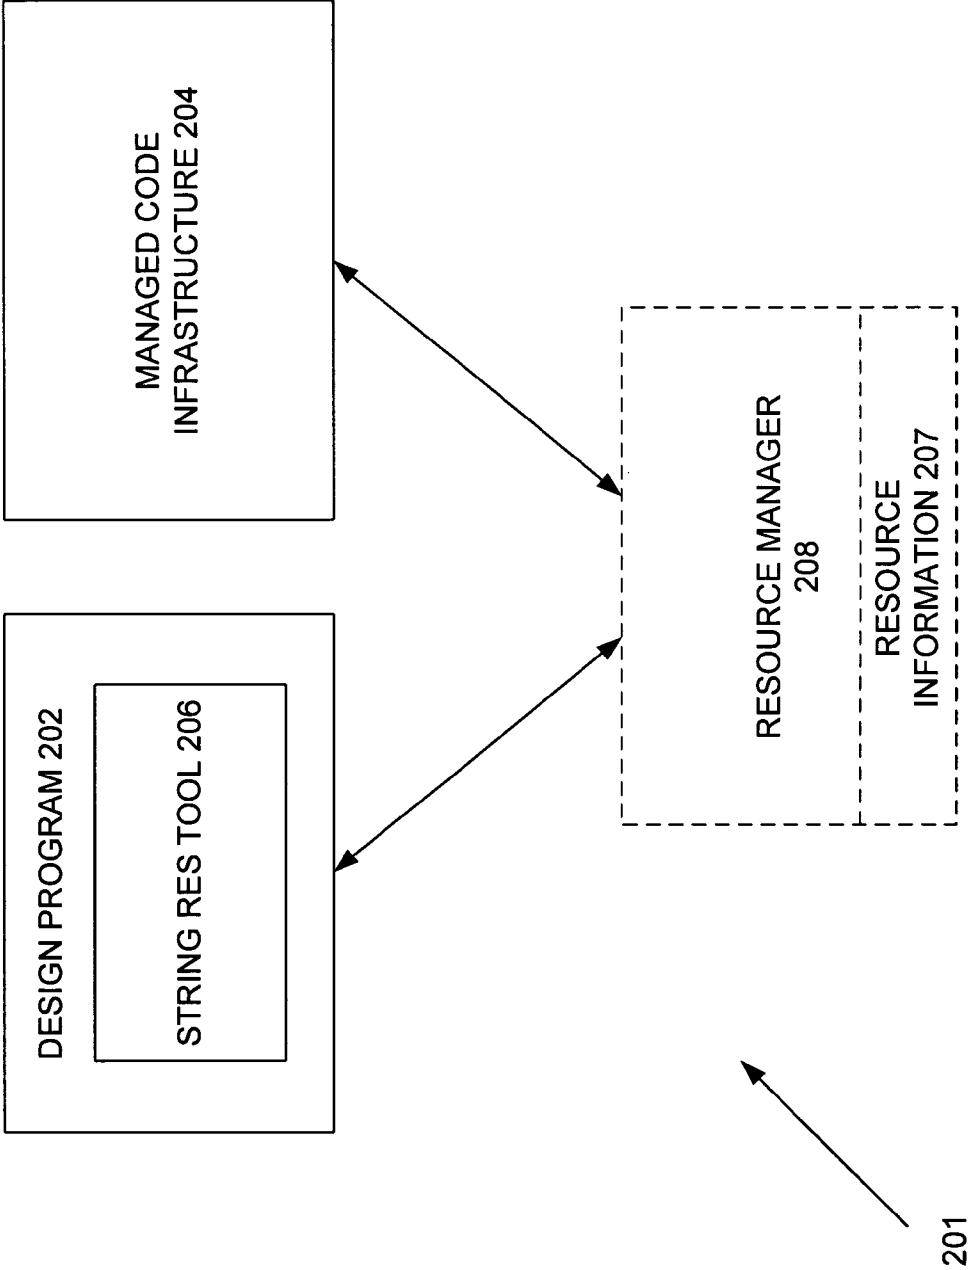 DESIGN PROGRAM 202
STRING RES TOOL 206
MANAGED CODE
INFRASTRUCTURE 204
RESOURCE MANAGER
208
RESOURCE
INFORMATION 207
201